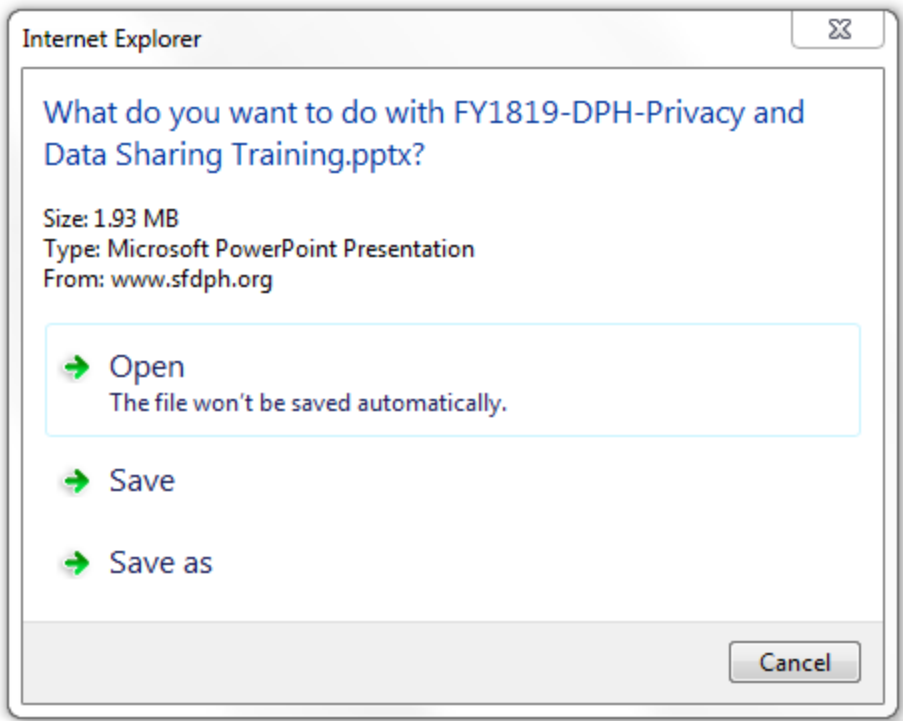 Internet Explorer
What do you want to do with FY1819-DPH-Privacy and
Data Sharing Training.pptx?
Size: 1.93 MB
Type: Microsoft PowerPoint Presentation
From: www.sfdph.org
Open
The file won't be saved automatically.
Save
Save as
Cancel